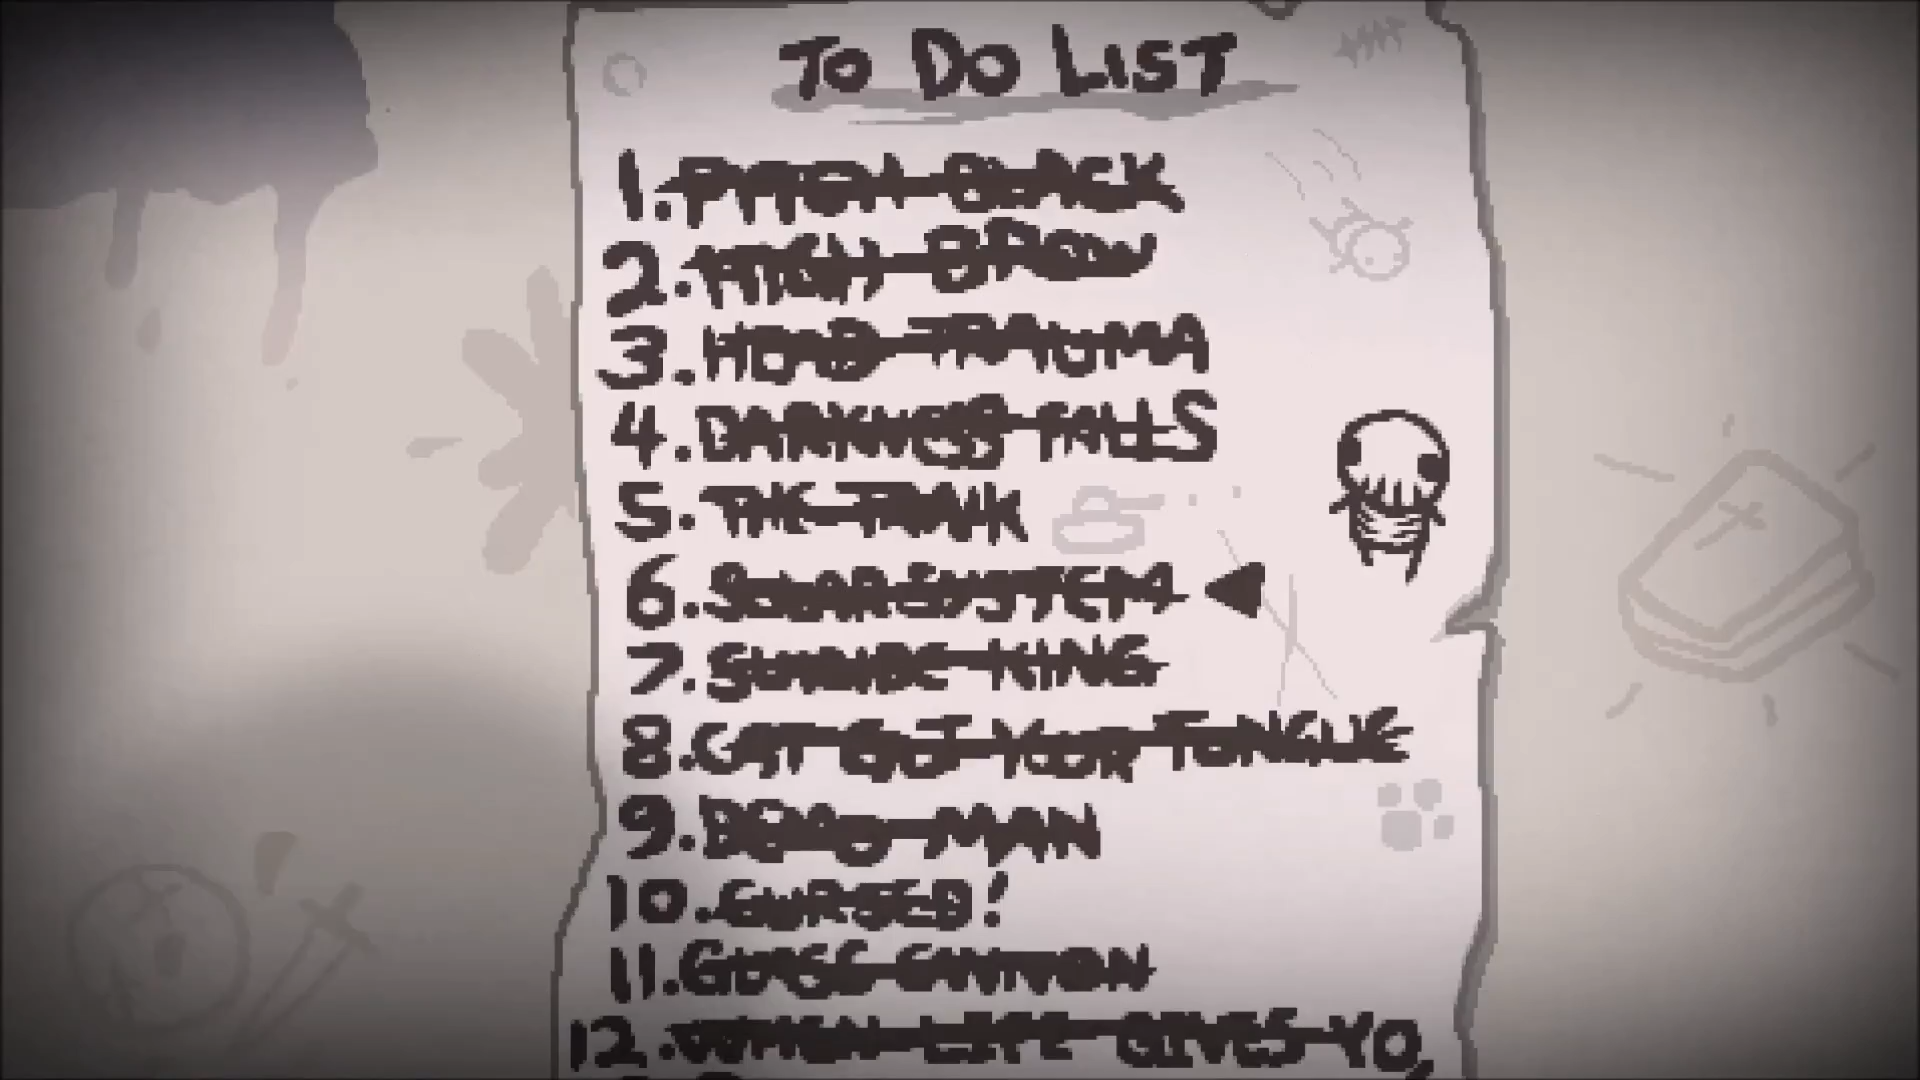 TO DO LIST
1. PITCH BLACK
2. HIGH BROW
3. HEAD TRAUMA
4. DARKNESS FALLS
5. THE TANK
6. SOLAR SYSTEM
7. SUICIDE KING
8. CAT GOT YOUR TONGUE
9. DEMO MAN
10. CURSED!
11. GLASS CANNON
12. WHEN LIFE GIVES YO